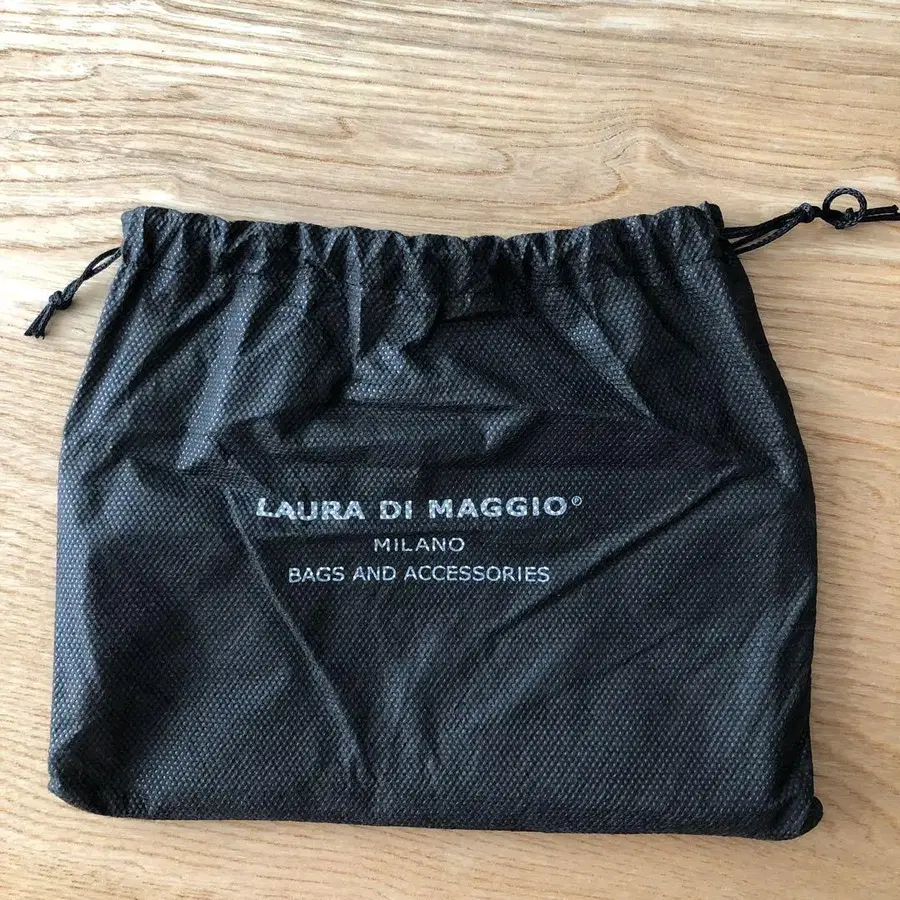 LAURA DI MAGGIO®
MILANO
BAGS AND ACCESSORIES